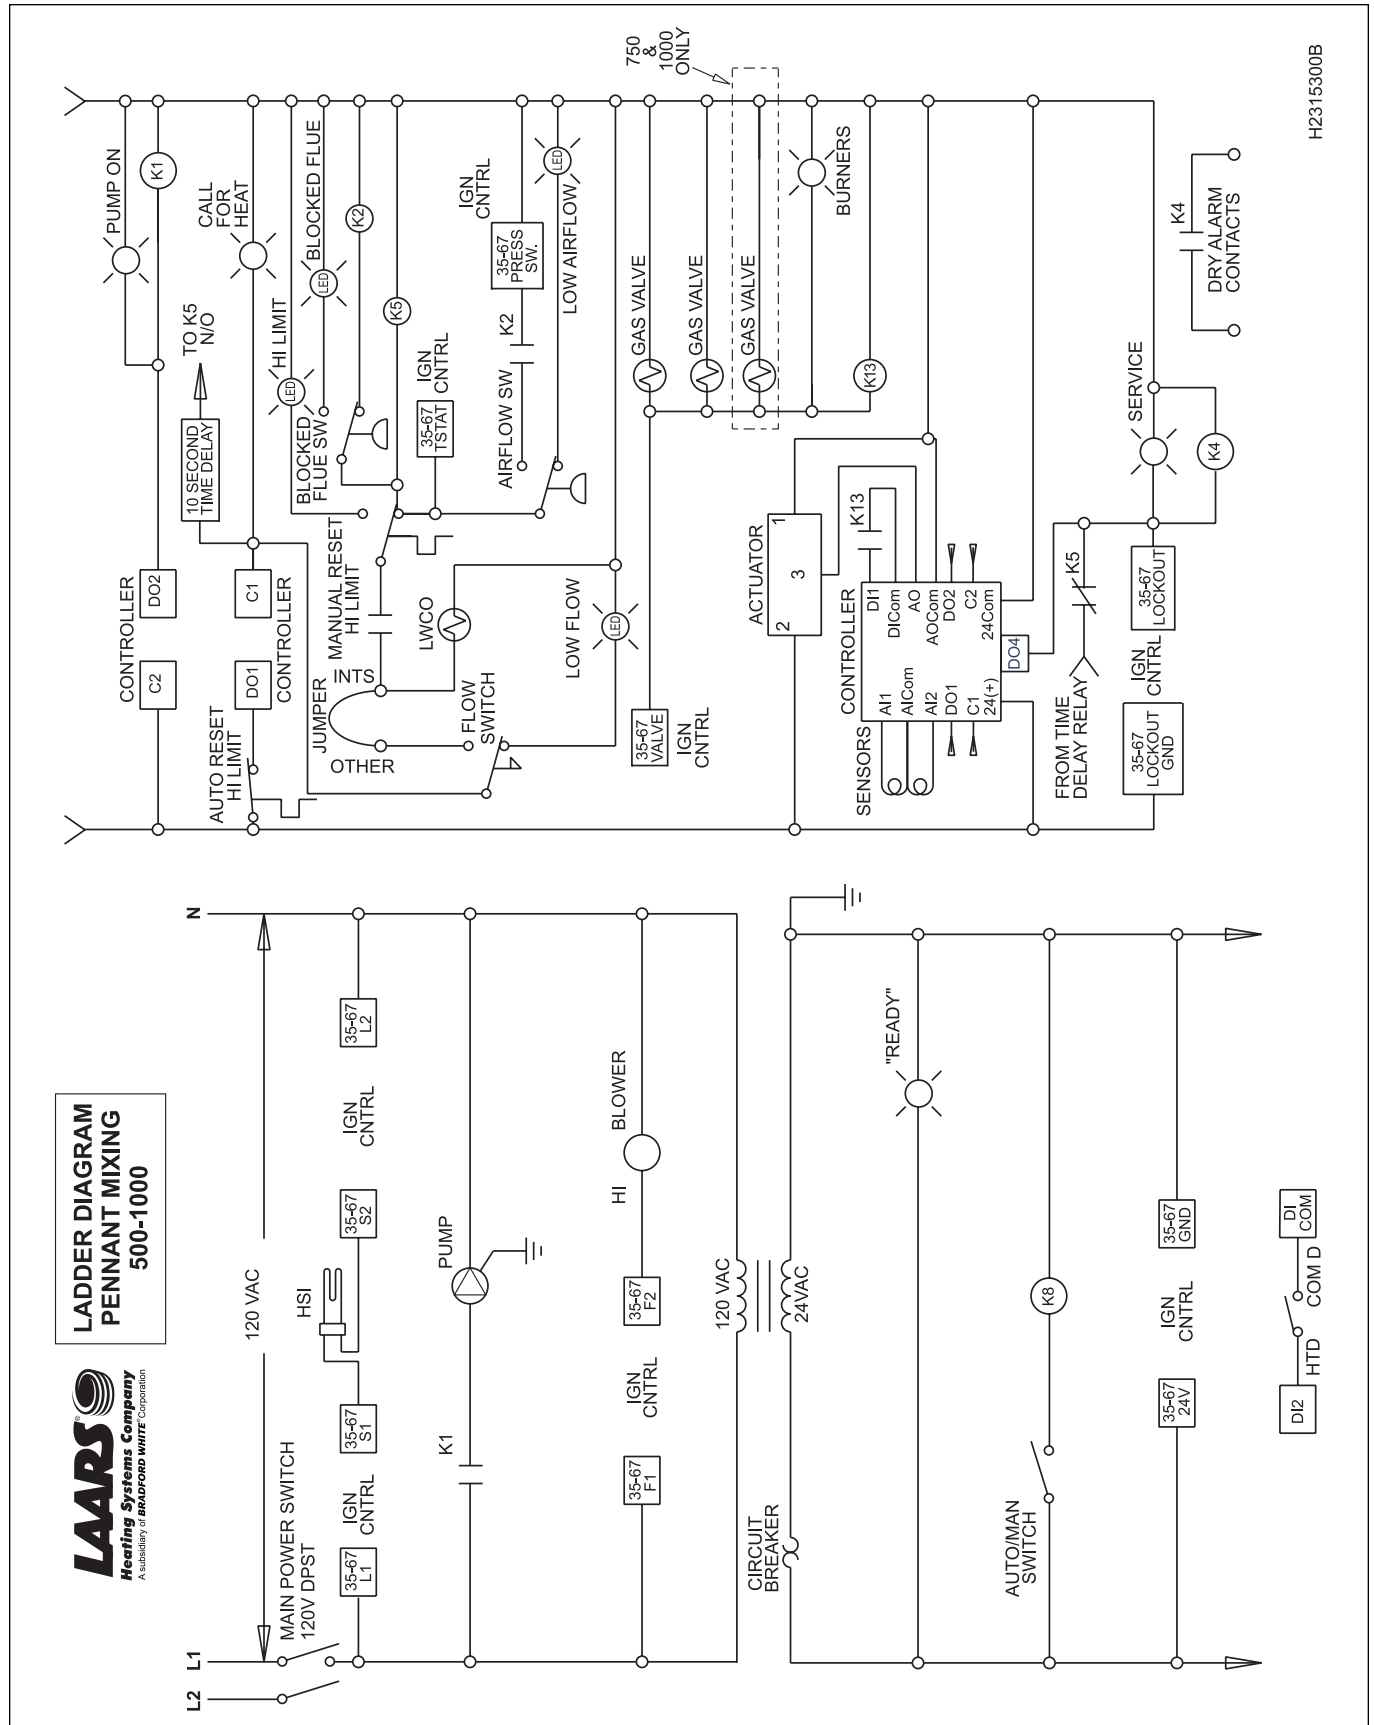 LAARS
Heating Systems Company
A subsidiary of BRADFORD WHITE Corporation
LADDER DIAGRAM
PENNANT MIXING
500-1000
L2
L1
N
120 VAC
MAIN POWER SWITCH
120V DPST
35-67
L1
IGN
CNTRL
35-67
S1
HSI
35-67
S2
IGN
CNTRL
35-67
L2
K1
PUMP
35-67
F1
IGN
CNTRL
35-67
F2
HI
BLOWER
120 VAC
24VAC
CIRCUIT
BREAKER
"READY"
AUTO/MAN
SWITCH
K8
35-67
24V
IGN
CNTRL
35-67
GND
DI2
HTD
COM D
DI
COM
CONTROLLER
C2
DO2
PUMP ON
K1
10 SECOND
TIME DELAY
TO K5
N/O
CALL
FOR
HEAT
AUTO RESET
HI LIMIT
DO1
C1
CONTROLLER
HI LIMIT
LED
BLOCKED FLUE
LED
BLOCKED
FLUE SW
K2
K5
MANUAL RESET
HI LIMIT
JUMPER
INTS
OTHER
35-67
TSTAT
IGN
CNTRL
LWCO
FLOW
SWITCH
AIRFLOW SW
K2
35-67
PRESS
SW.
IGN
CNTRL
LOW AIRFLOW
LED
LOW FLOW
LED
35-67
VALVE
IGN
CNTRL
GAS VALVE
GAS VALVE
GAS VALVE
750
&
1000
ONLY
BURNERS
K13
ACTUATOR
2
3
1
K13
CONTROLLER
SENSORS
AI1
AICom
AI2
DO1
C1
24(+)
DI1
DICom
AO
AOCom
DO2
C2
24Com
DO4
FROM TIME
DELAY RELAY
K5
35-67
LOCKOUT
GND
IGN
CNTRL
35-67
LOCKOUT
SERVICE
K4
K4
DRY ALARM
CONTACTS
H2315300B